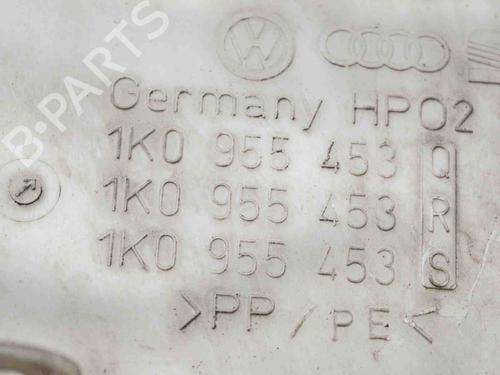 B-PARTS
Germany HP02
1K0 955 453 Q
1K0 955 453 R
1K0 955 453 S
>PP/PE<